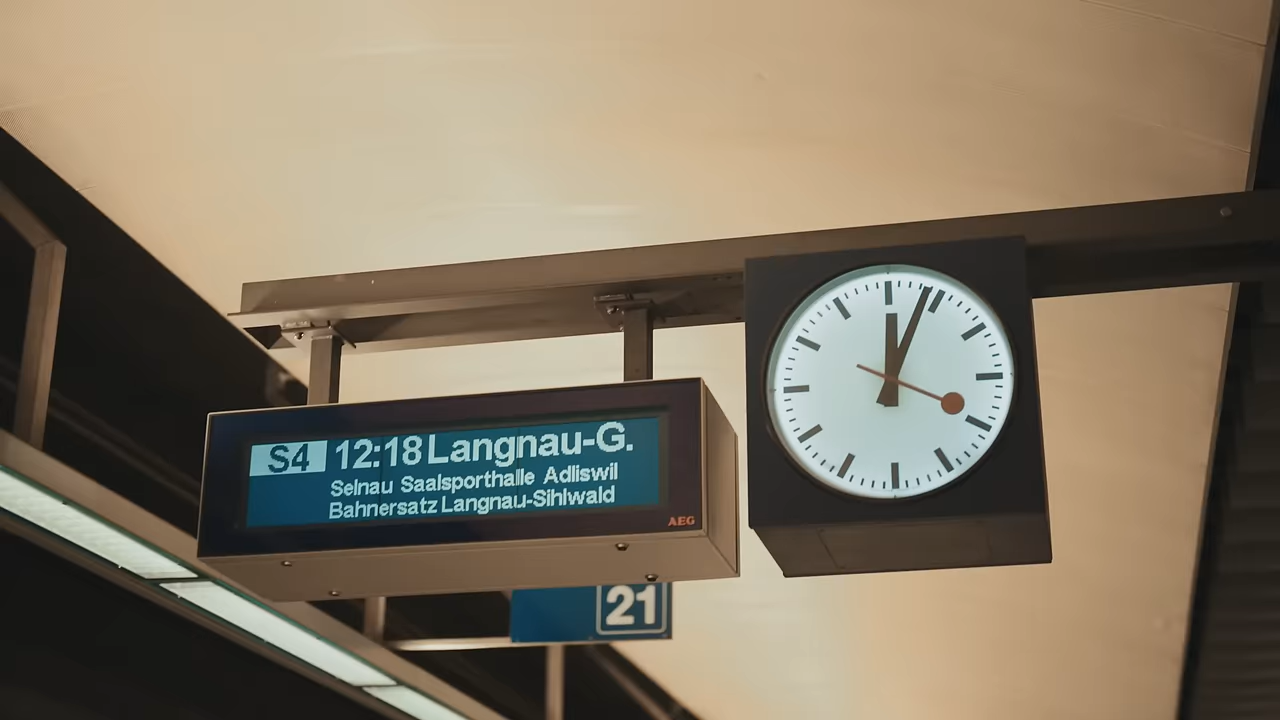 S4 12:18 Langnau-G.
Selnau Saalsporthalle Adliswil
Bahnersatz Langnau-Sihlwald
AEG
21